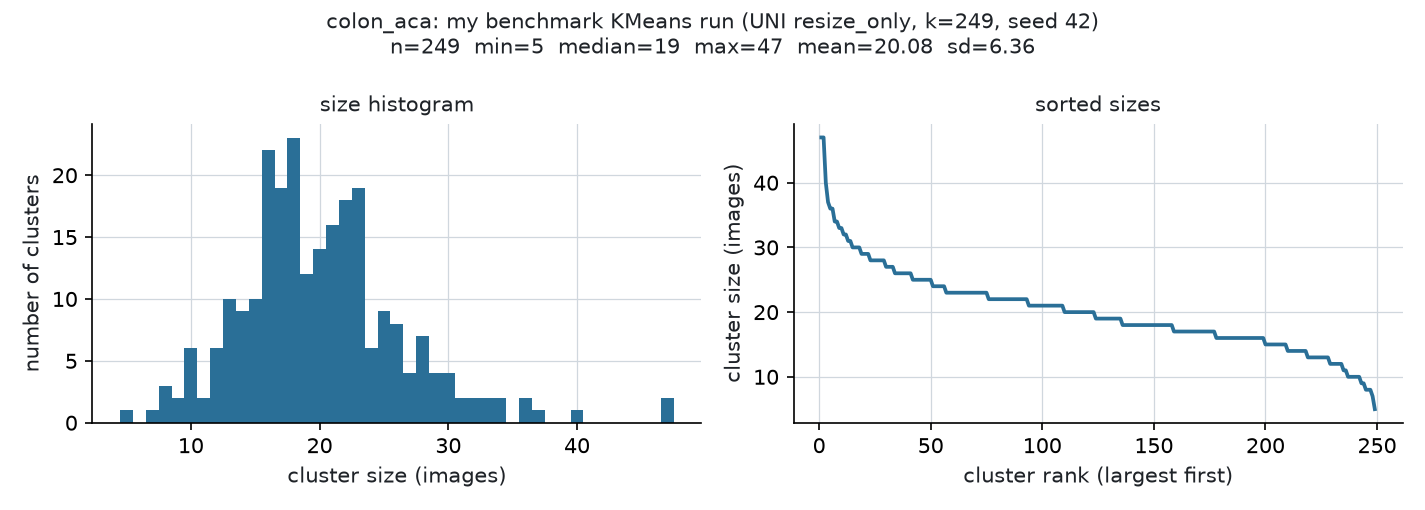 colon_aca: my benchmark KMeans run (UNI resize_only, k=249, seed 42)
n=249  min=5  median=19  max=47  mean=20.08  sd=6.36
size histogram
number of clusters
20
15
10
5
0
10 20 30 40
cluster size (images)
sorted sizes
cluster size (images)
40
30
20
10
0 50 100 150 200 250
cluster rank (largest first)